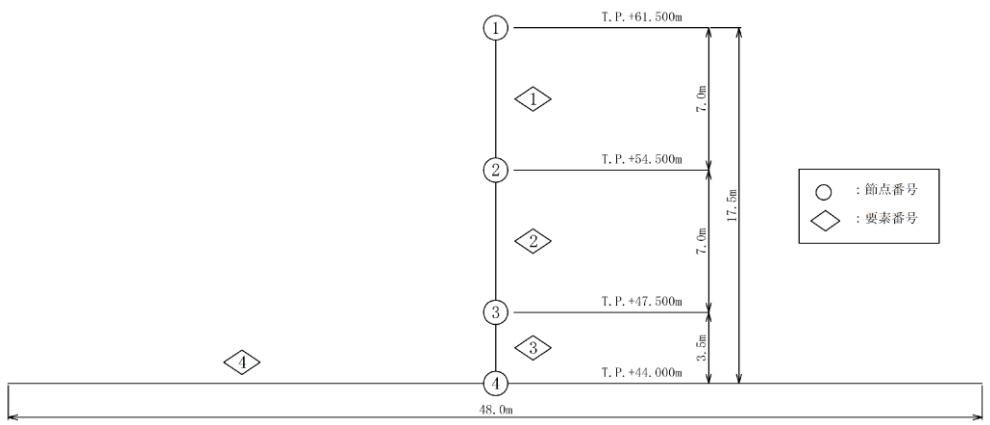 1
T.P.+61.500m
1
7.0m
2
T.P.+54.500m
17.5m
○ :節点番号
◇ :要素番号
2
7.0m
3
T.P.+47.500m
3
3.5m
4
T.P.+44.000m
4
48.0m